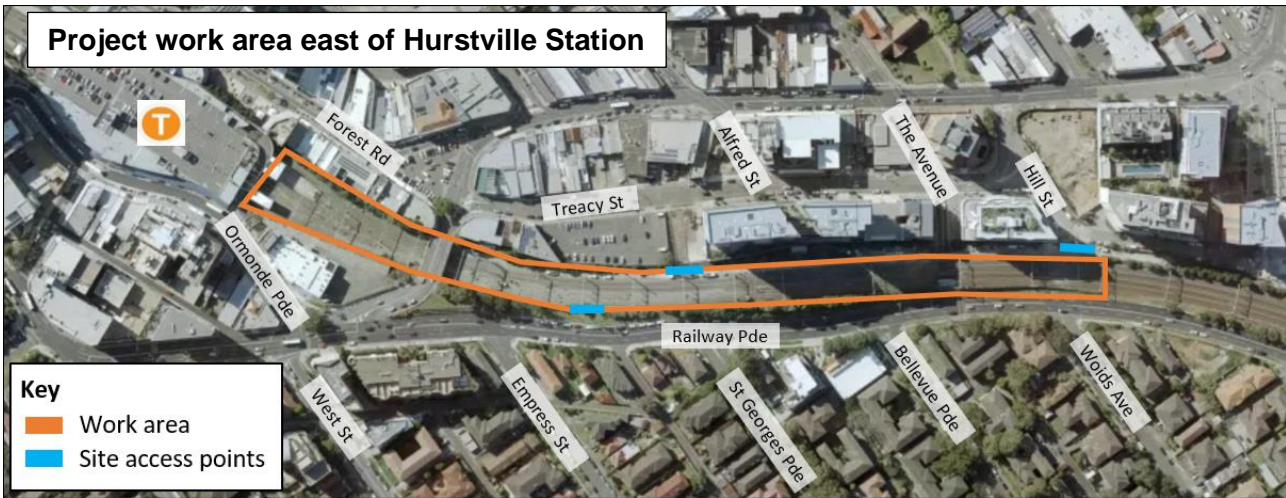 Project work area east of Hurstville Station
T
Forest Rd
Alfred St
The Avenue
Hill St
Treacy St
Ormonde Pde
Railway Pde
West St
Empress St
St Georges Pde
Bellevue Pde
Woids Ave
Key
Work area
Site access points